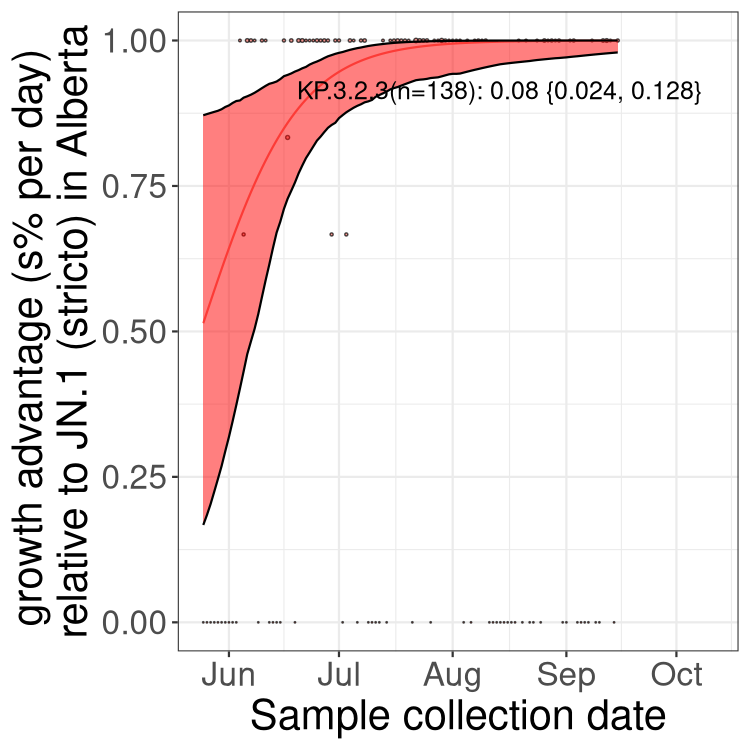 growth advantage (s% per day)
relative to JN.1 (stricto) in Alberta
1.00
0.75
0.50
0.25
0.00
KP.3.2.3(n=138): 0.08 {0.024, 0.128}
Jun Jul Aug Sep Oct
Sample collection date